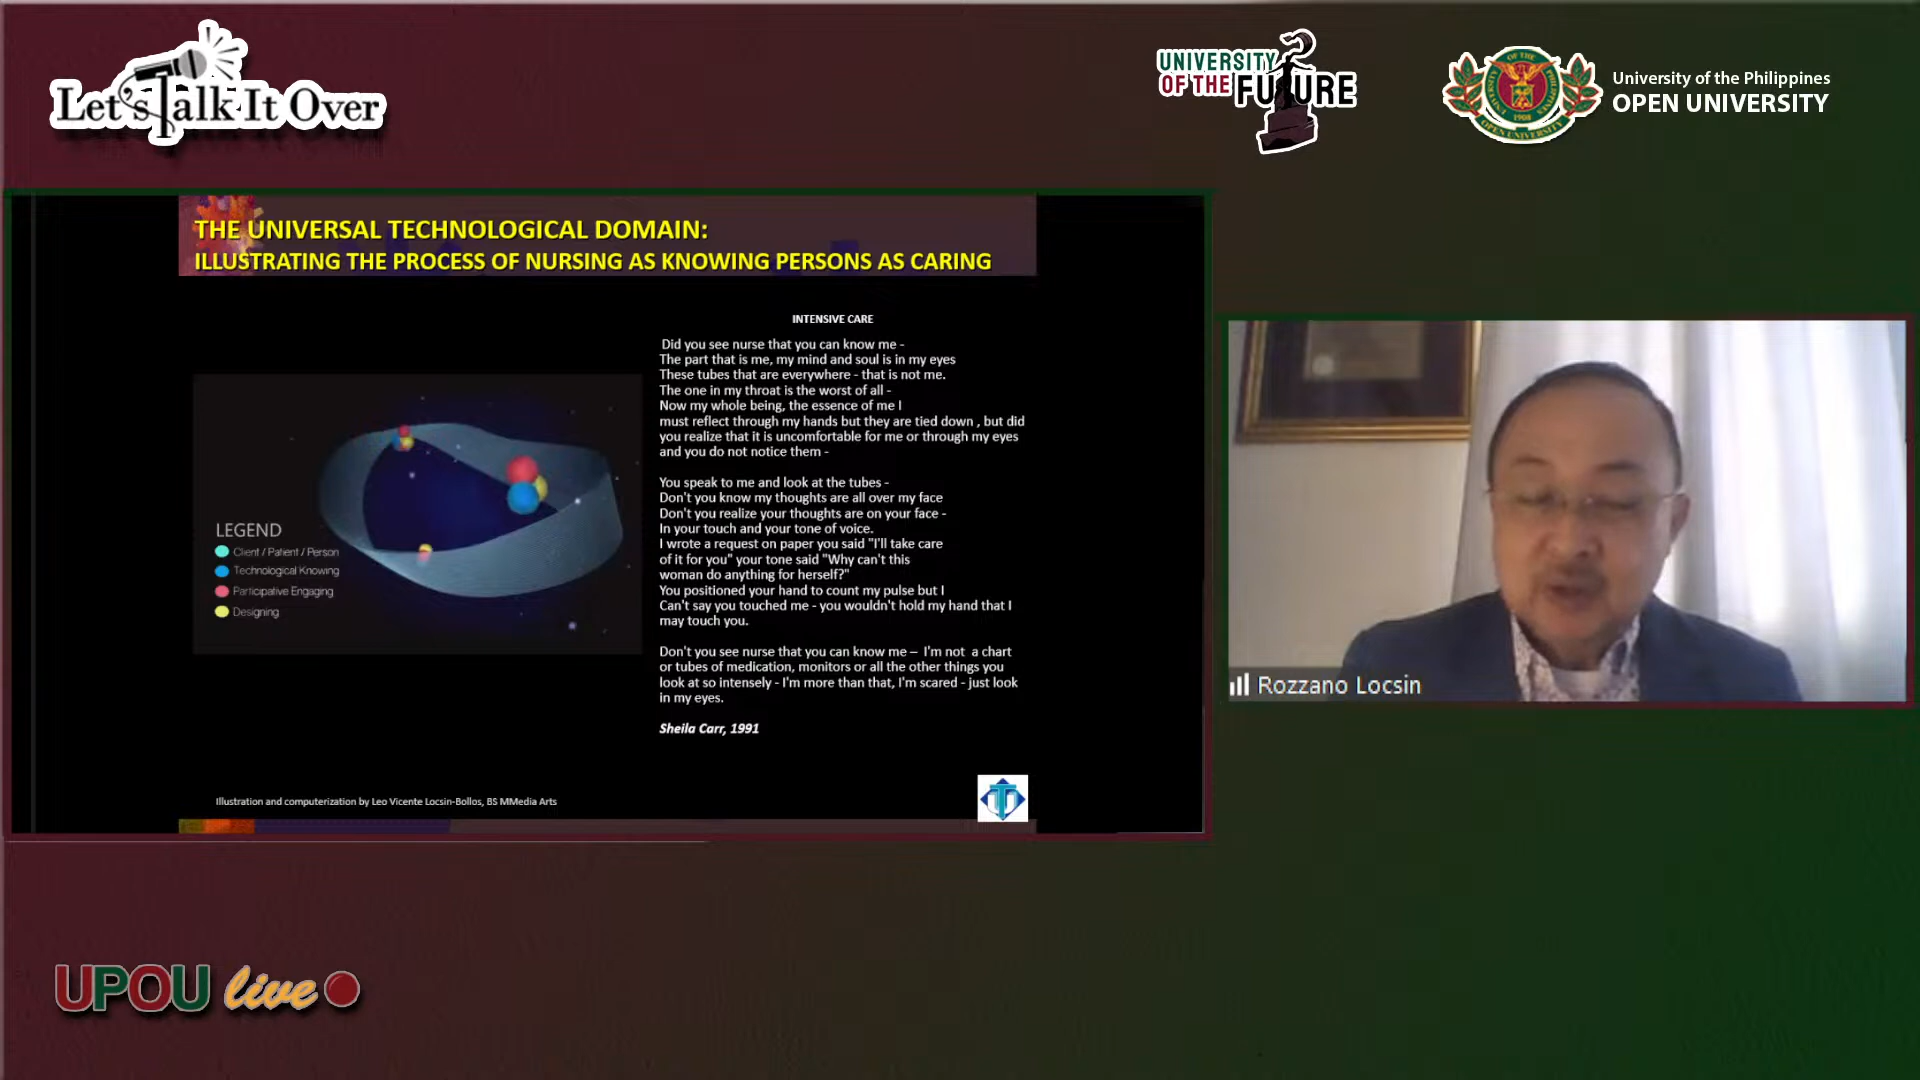 Let's Talk It Over
UNIVERSITY
OF THE FUTURE
University of the Philippines
OPEN UNIVERSITY
THE UNIVERSAL TECHNOLOGICAL DOMAIN:
ILLUSTRATING THE PROCESS OF NURSING AS KNOWING PERSONS AS CARING
LEGEND
Client / Patient / Person
Technological Knowing
Participative Engaging
Designing
INTENSIVE CARE
Did you see nurse that you can know me -
The part that is me, my mind and soul is in my eyes
These tubes that are everywhere - that is not me.
The one in my throat is the worst of all -
Now my whole being, the essence of me I
must reflect through my hands but they are tied down , but did
you realize that it is uncomfortable for me or through my eyes
and you do not notice them -
You speak to me and look at the tubes -
Don't you know my thoughts are all over my face
Don't you realize your thoughts are on your face -
In your touch and your tone of voice.
I wrote a request on paper you said "I'll take care
of it for you" your tone said "Why can't this
woman do anything for herself?"
You positioned your hand to count my pulse but I
Can't say you touched me - you wouldn't hold my hand that I
may touch you.
Don't you see nurse that you can know me – I'm not a chart
or tubes of medication, monitors or all the other things you
look at so intensely - I'm more than that, I'm scared - just look
in my eyes.
Sheila Carr, 1991
Illustration and computerization by Leo Vicente Locsin-Bollos, BS MMedia Arts
Rozzano Locsin
UPOU live